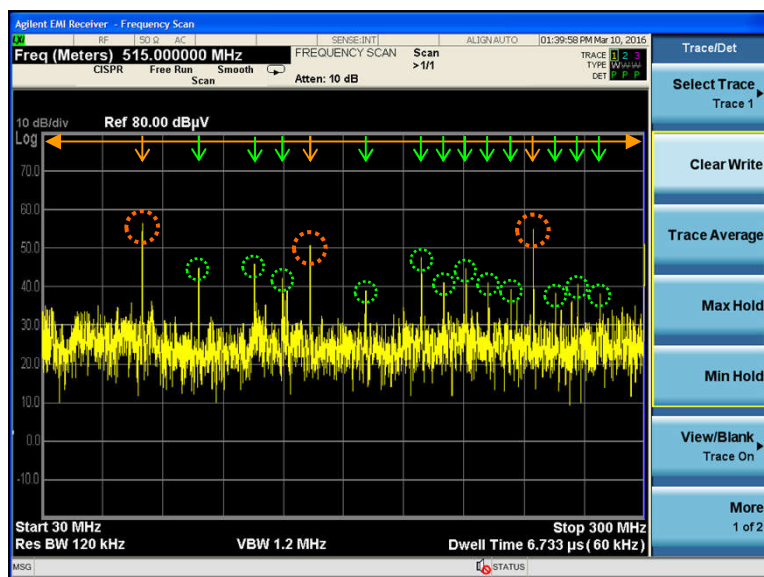 Agilent EMI Receiver - Frequency Scan
LXI RF 50 Ω AC SENSE:INT ALIGN AUTO 01:39:58 PM Mar 10, 2016
Freq (Meters) 515.000000 MHz
CISPR Free Run Smooth
Scan
FREQUENCY SCAN Scan
>1/1
Atten: 10 dB
TRACE 1 2 3
TYPE W W W
DET P P P
10 dB/div Ref 80.00 dBµV
Log
70.0
60.0
50.0
40.0
30.0
20.0
10.0
0.0
-10.0
Start 30 MHz Stop 300 MHz
Res BW 120 kHz VBW 1.2 MHz Dwell Time 6.733 µs (60 kHz)
MSG STATUS
Trace/Det
Select Trace
Trace 1
Clear Write
Trace Average
Max Hold
Min Hold
View/Blank
Trace On
More
1 of 2